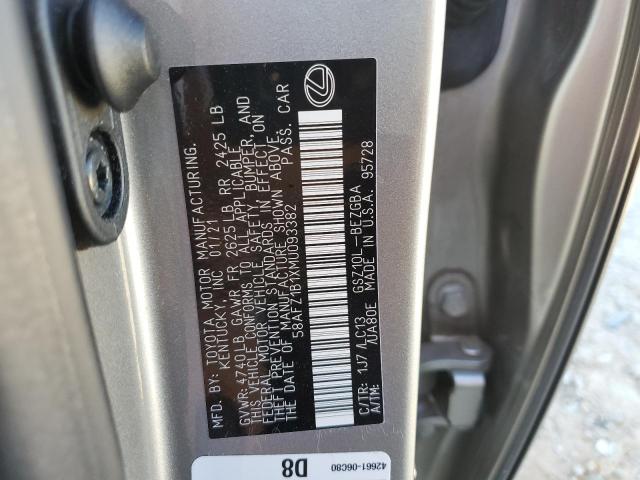 MFD. BY: TOYOTA MOTOR MANUFACTURING.
KENTUCKY, INC 01/21
GVWR: 4740LB GAWR FR 2625 LB RR 2425 LB
THIS VEHICLE CONFORMS TO ALL APPLICABLE
FEDERAL MOTOR VEHICLE SAFETY, BUMPER, AND
THEFT PREVENTION STANDARDS IN EFFECT ON
THE DATE OF MANUFACTURE SHOWN ABOVE.
58AFZ1B1XMU093382 PASS. CAR
C/TR: 1J7 /LC13 GSZ10L-BEZGBA
A/TM: /UA80E MADE IN U.S.A. 95728
42661-06C80
D8